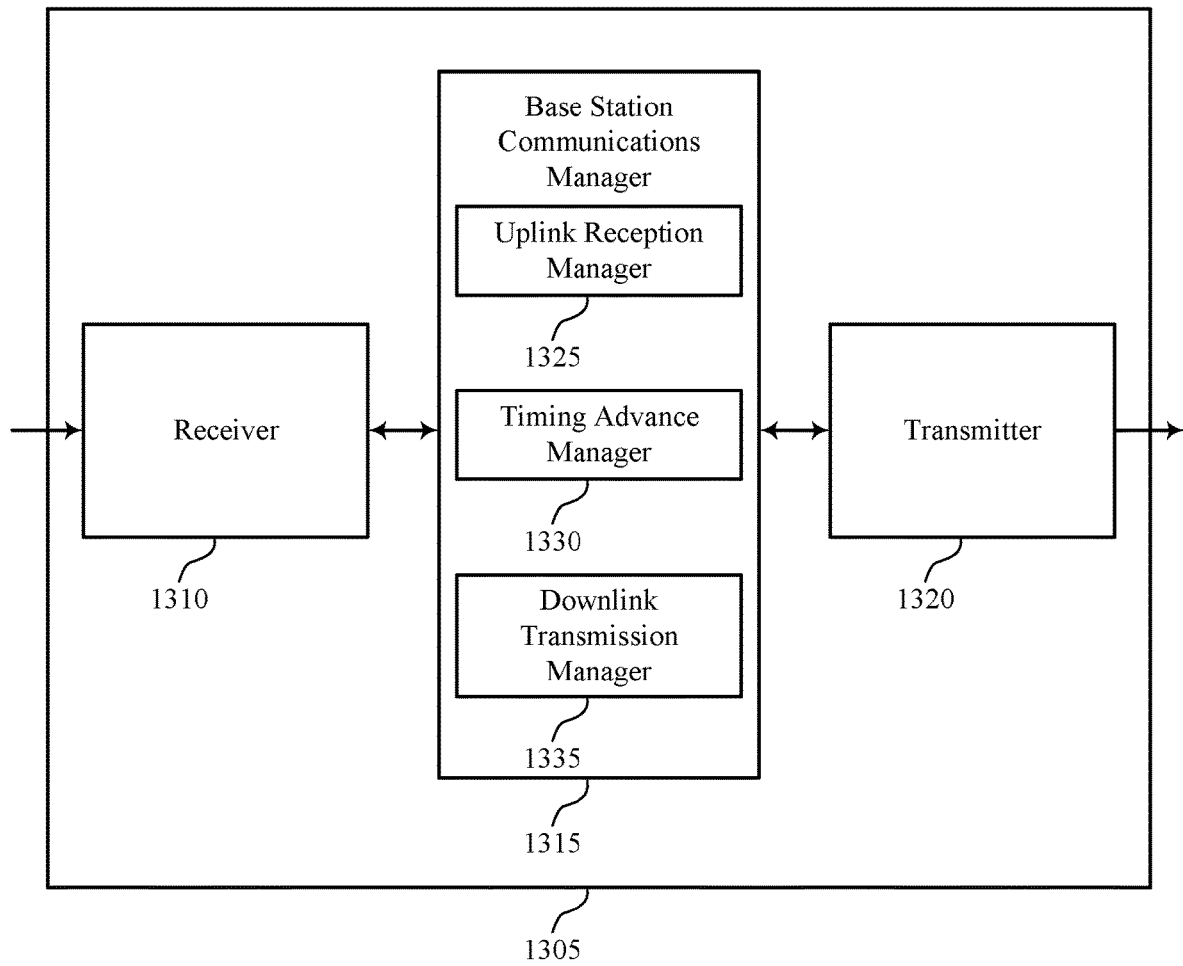 Base Station
Communications
Manager
Uplink Reception
Manager
1325
Receiver
1310
Timing Advance
Manager
1330
Transmitter
1320
Downlink
Transmission
Manager
1335
1315
1305